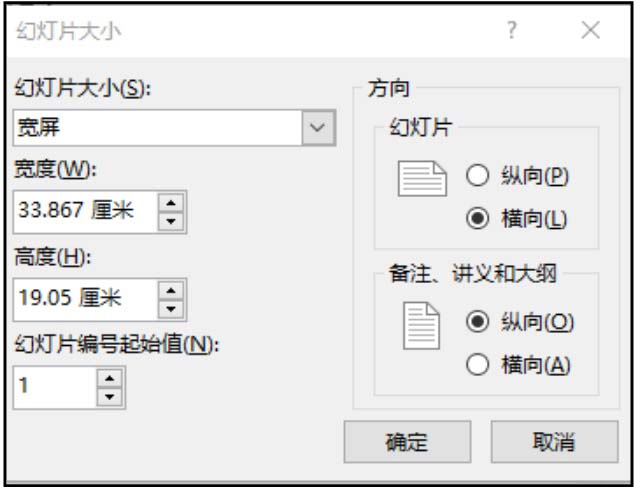 幻灯片大小
幻灯片大小(S):
宽屏
宽度(W):
33.867 厘米
高度(H):
19.05 厘米
幻灯片编号起始值(N):
1
方向
幻灯片
纵向(P)
横向(L)
备注、讲义和大纲
纵向(O)
横向(A)
确定
取消